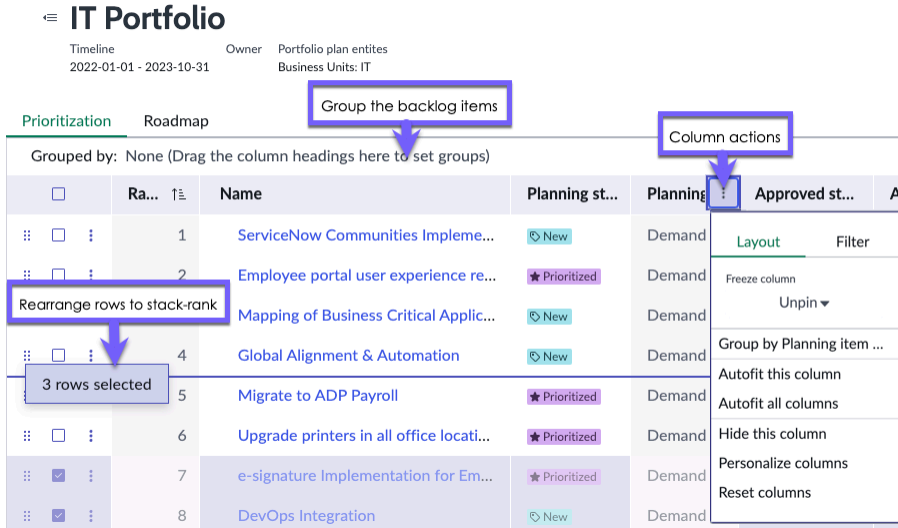 IT Portfolio
Timeline Owner Portfolio plan entites
2022-01-01 - 2023-10-31 Business Units: IT
Group the backlog items
Prioritization Roadmap
Column actions
Grouped by: None (Drag the column headings here to set groups)
Ra... Name Planning st... Planning Approved st... A
1 ServiceNow Communities Impleme... New Demand
Layout Filter
2 Employee portal user experience re... Prioritized Demand
Freeze column
Rearrange rows to stack-rank
Unpin
Mapping of Business Critical Applic... New Demand
Group by Planning item ...
4 Global Alignment & Automation New Demand
Autofit this column
3 rows selected
5 Migrate to ADP Payroll Prioritized Demand
Autofit all columns
6 Upgrade printers in all office locati... Prioritized Demand
Hide this column
Personalize columns
7 e-signature Implementation for Em... Prioritized Demand
Reset columns
8 DevOps Integration New Demand